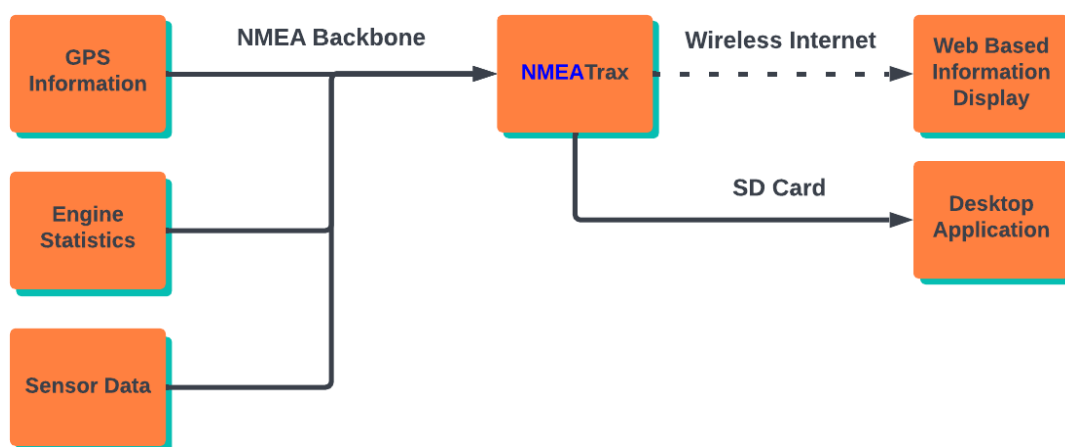 GPS
Information
NMEA Backbone
NMEATrax
Wireless Internet
Web Based
Information
Display
Engine
Statistics
SD Card
Desktop
Application
Sensor Data